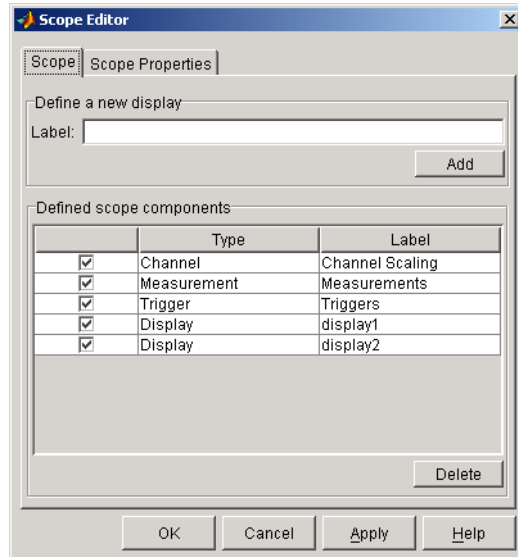 Scope Editor
Scope Scope Properties
Define a new display
Label:
Add
Defined scope components
Type Label
Channel Channel Scaling
Measurement Measurements
Trigger Triggers
Display display1
Display display2
Delete
OK Cancel Apply Help